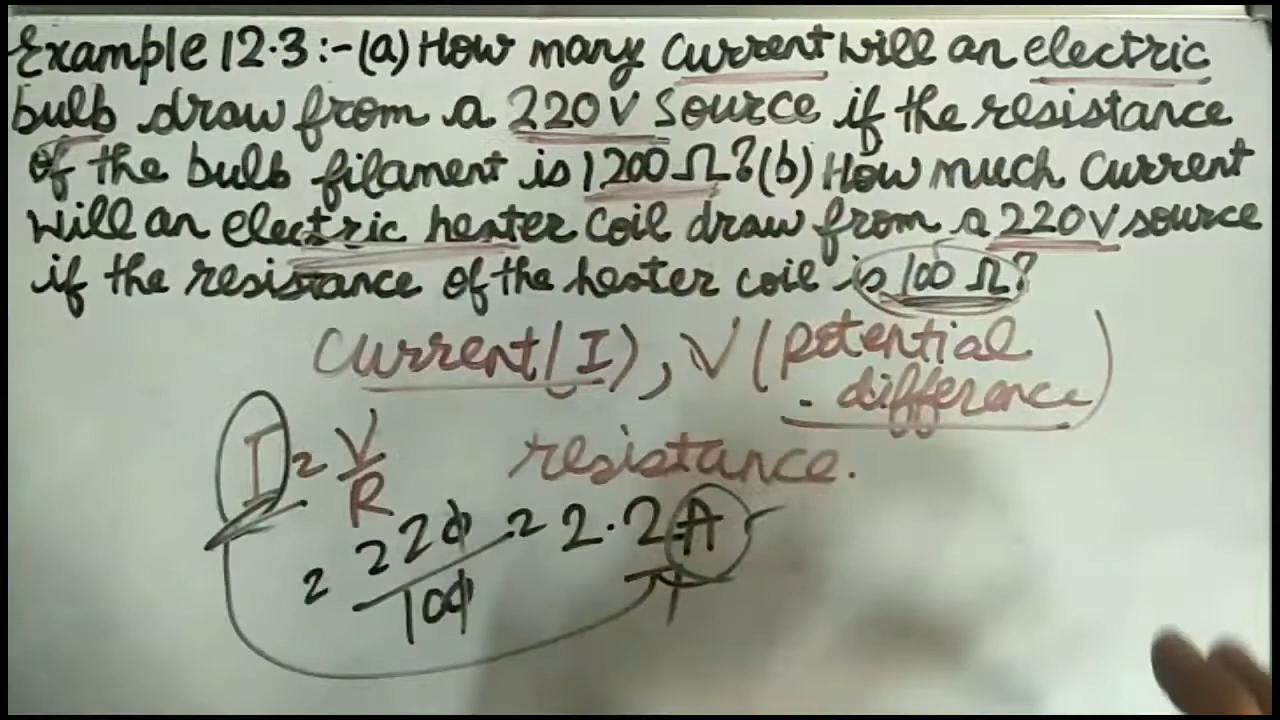 Example 12.3:-(a) How many current will an electric
bulb draw from a 220V source if the resistance
of the bulb filament is 1200 Ω? (b) How much current
will an electric heater coil draw from a 220V source
if the resistance of the heater coil is 100 Ω?
Current (I), V (potential
difference)
I = V/R resistance.
= 220/100 = 2.2 A